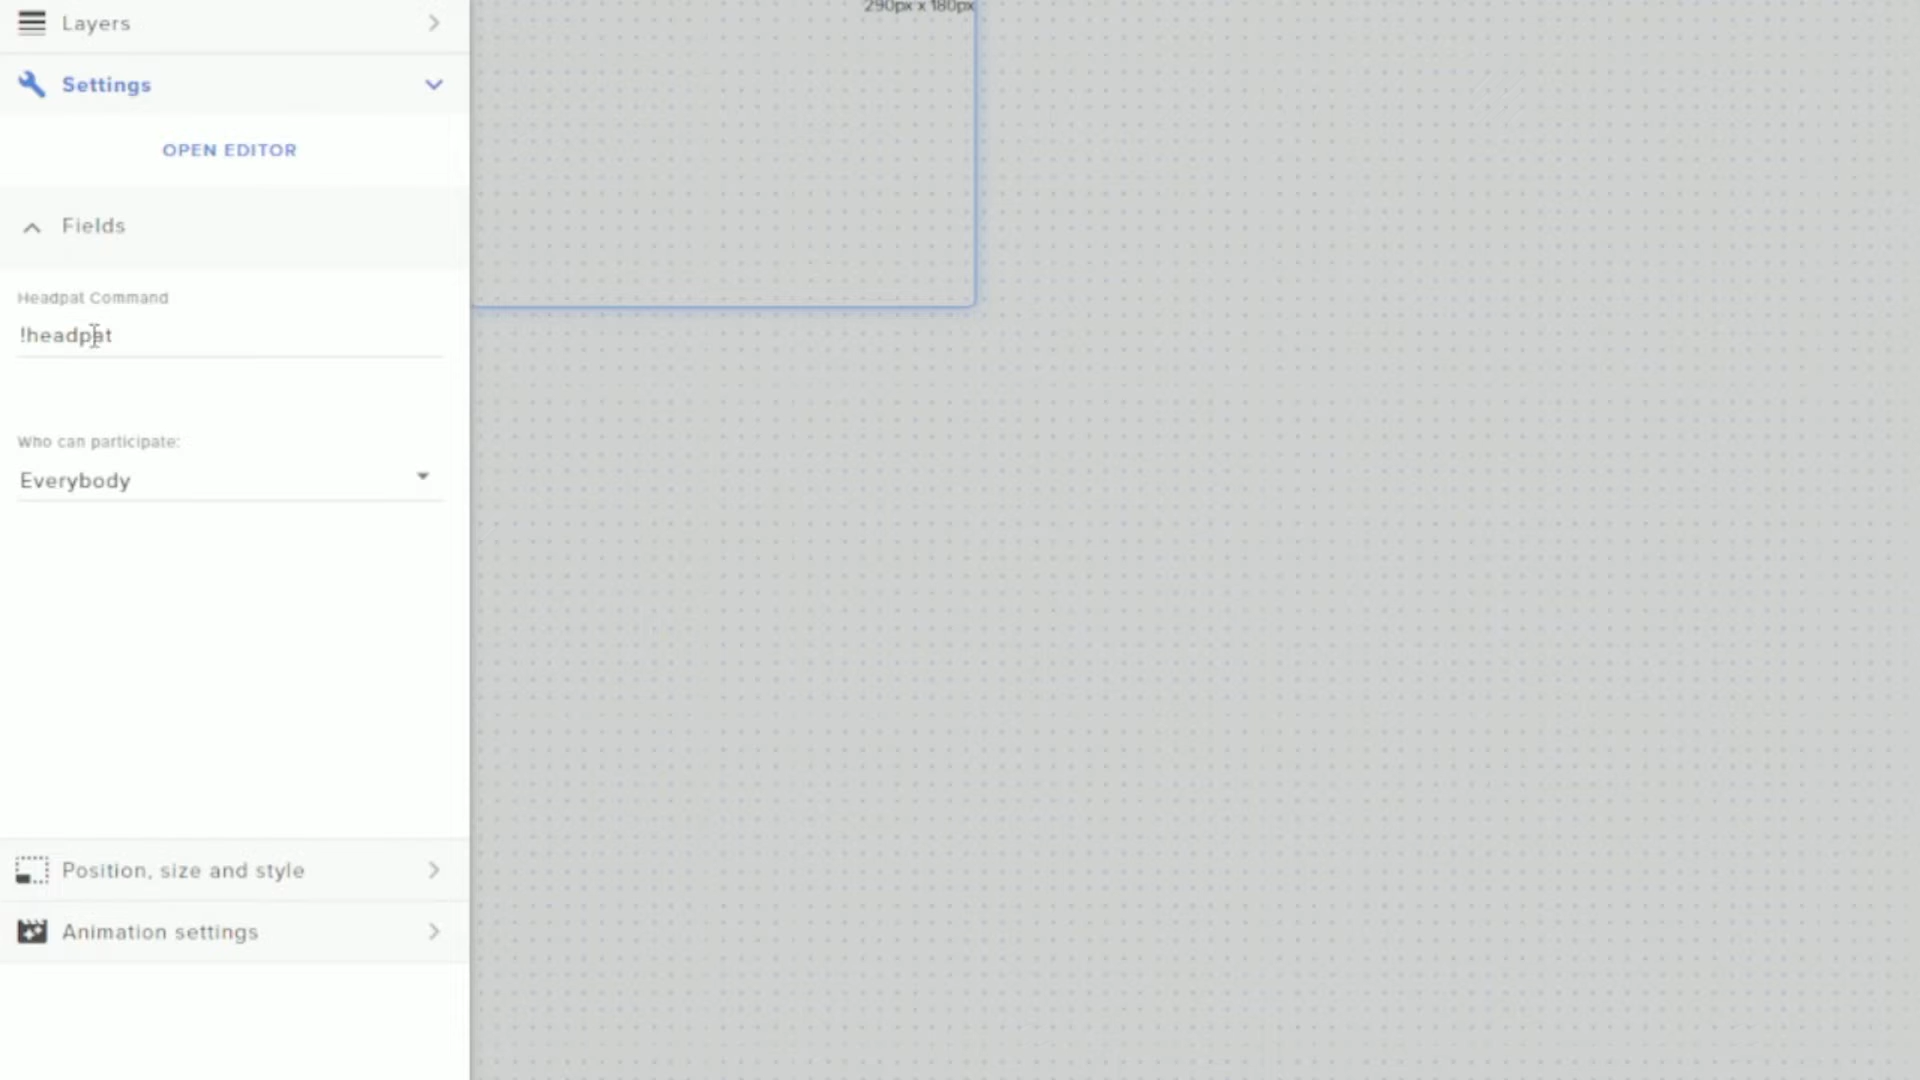 290px x 180px
Layers
Settings
OPEN EDITOR
Fields
Headpat Command
!headpat
Who can participate:
Everybody
Position, size and style
Animation settings